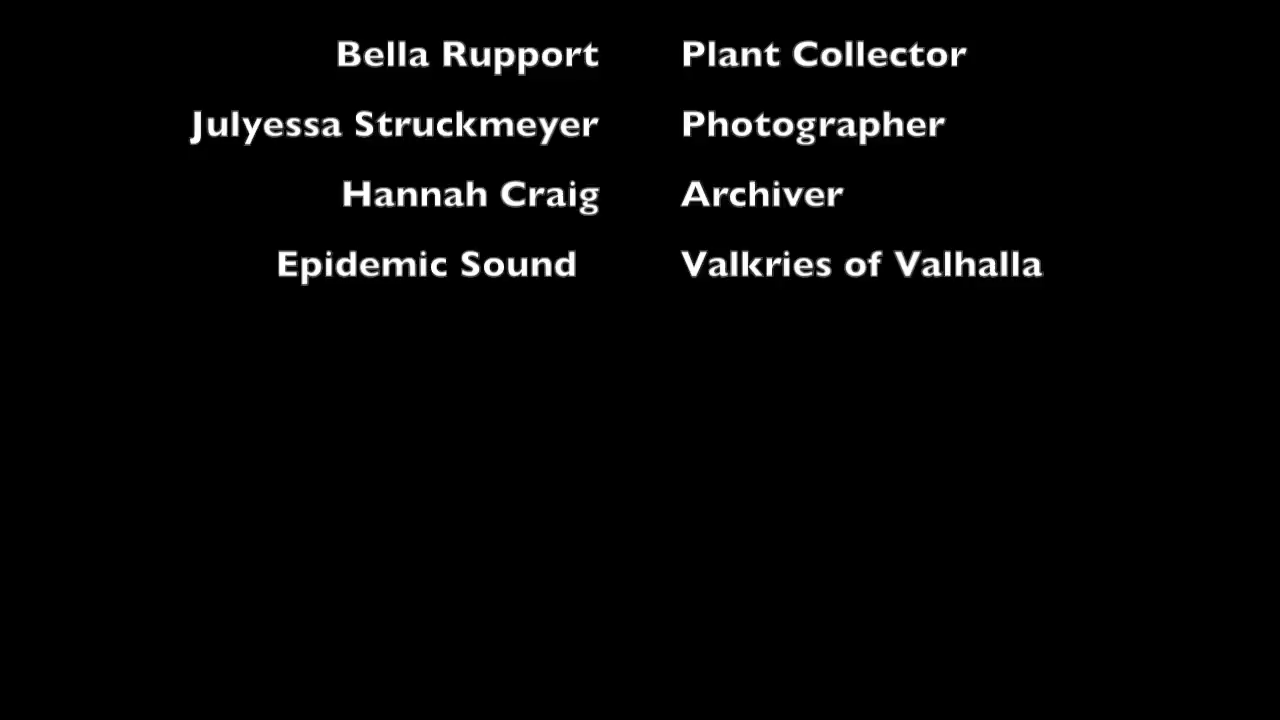 Bella Rupport Plant Collector
Julyessa Struckmeyer Photographer
Hannah Craig Archiver
Epidemic Sound Valkries of Valhalla